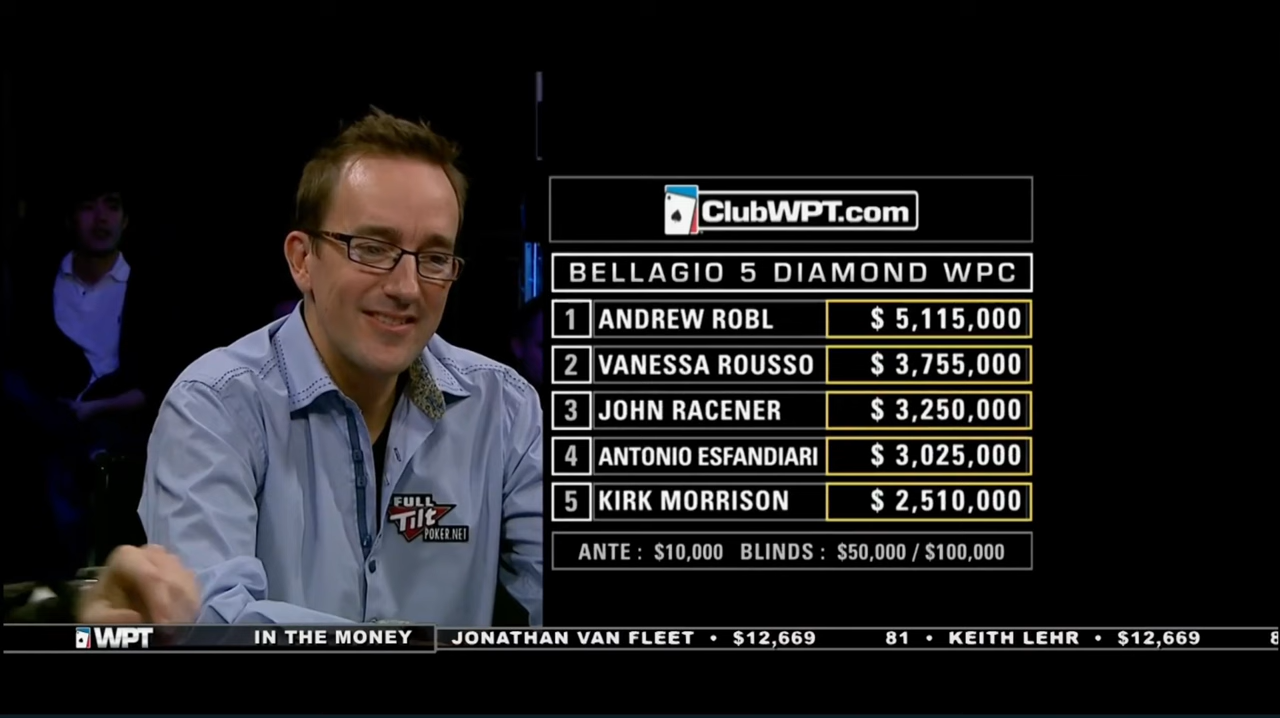 ClubWPT.com
BELLAGIO 5 DIAMOND WPC
1 ANDREW ROBL $ 5,115,000
2 VANESSA ROUSSO $ 3,755,000
3 JOHN RACENER $ 3,250,000
4 ANTONIO ESFANDIARI $ 3,025,000
5 KIRK MORRISON $ 2,510,000
ANTE : $10,000 BLINDS : $50,000 / $100,000
FULL
Tilt
POKER.NET
WPT IN THE MONEY JONATHAN VAN FLEET • $12,669 81 • KEITH LEHR • $12,669